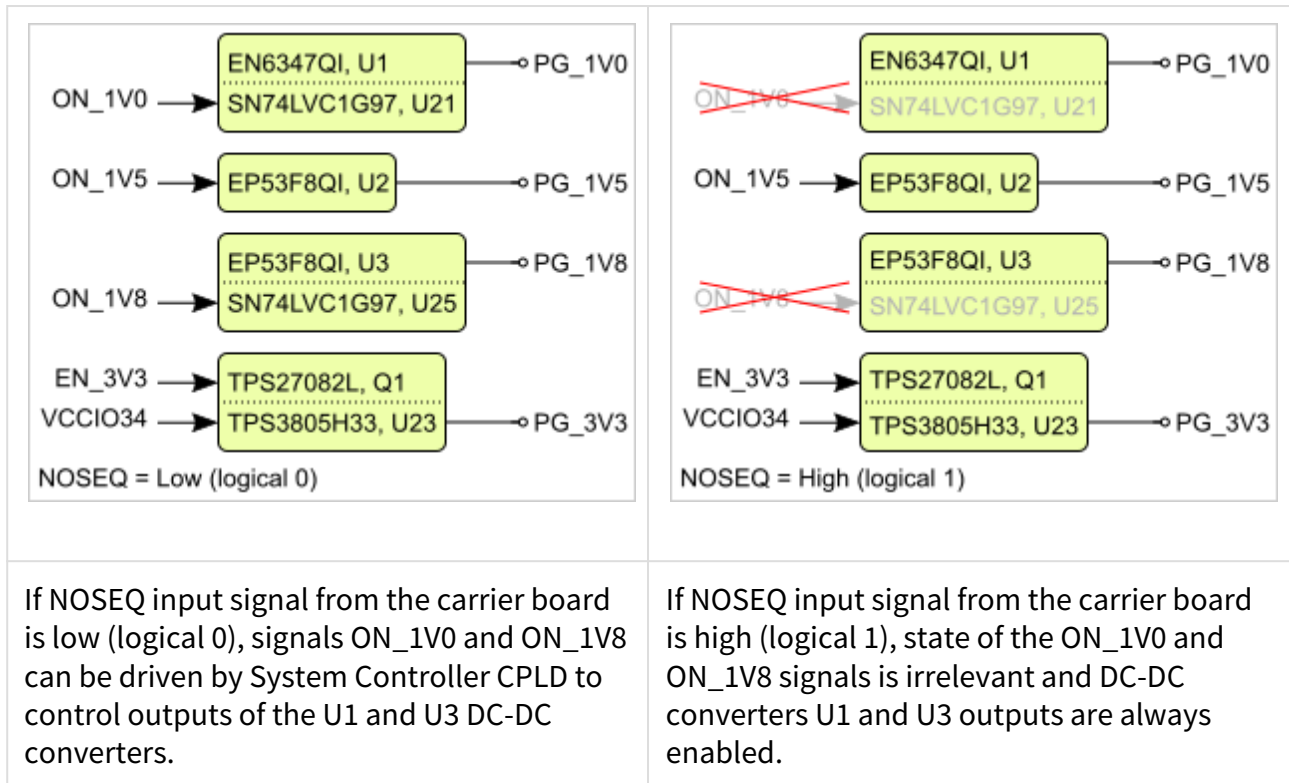 EN6347QI, U1
PG_1V0
ON_1V0
SN74LVC1G97, U21
ON_1V5
EP53F8QI, U2
PG_1V5
EP53F8QI, U3
PG_1V8
ON_1V8
SN74LVC1G97, U25
EN_3V3
TPS27082L, Q1
VCCIO34
TPS3805H33, U23
PG_3V3
NOSEQ = Low (logical 0)
EN6347QI, U1
PG_1V0
ON_1V0
SN74LVC1G97, U21
ON_1V5
EP53F8QI, U2
PG_1V5
EP53F8QI, U3
PG_1V8
ON_1V8
SN74LVC1G97, U25
EN_3V3
TPS27082L, Q1
VCCIO34
TPS3805H33, U23
PG_3V3
NOSEQ = High (logical 1)
If NOSEQ input signal from the carrier board
is low (logical 0), signals ON_1V0 and ON_1V8
can be driven by System Controller CPLD to
control outputs of the U1 and U3 DC-DC
converters.
If NOSEQ input signal from the carrier board
is high (logical 1), state of the ON_1V0 and
ON_1V8 signals is irrelevant and DC-DC
converters U1 and U3 outputs are always
enabled.